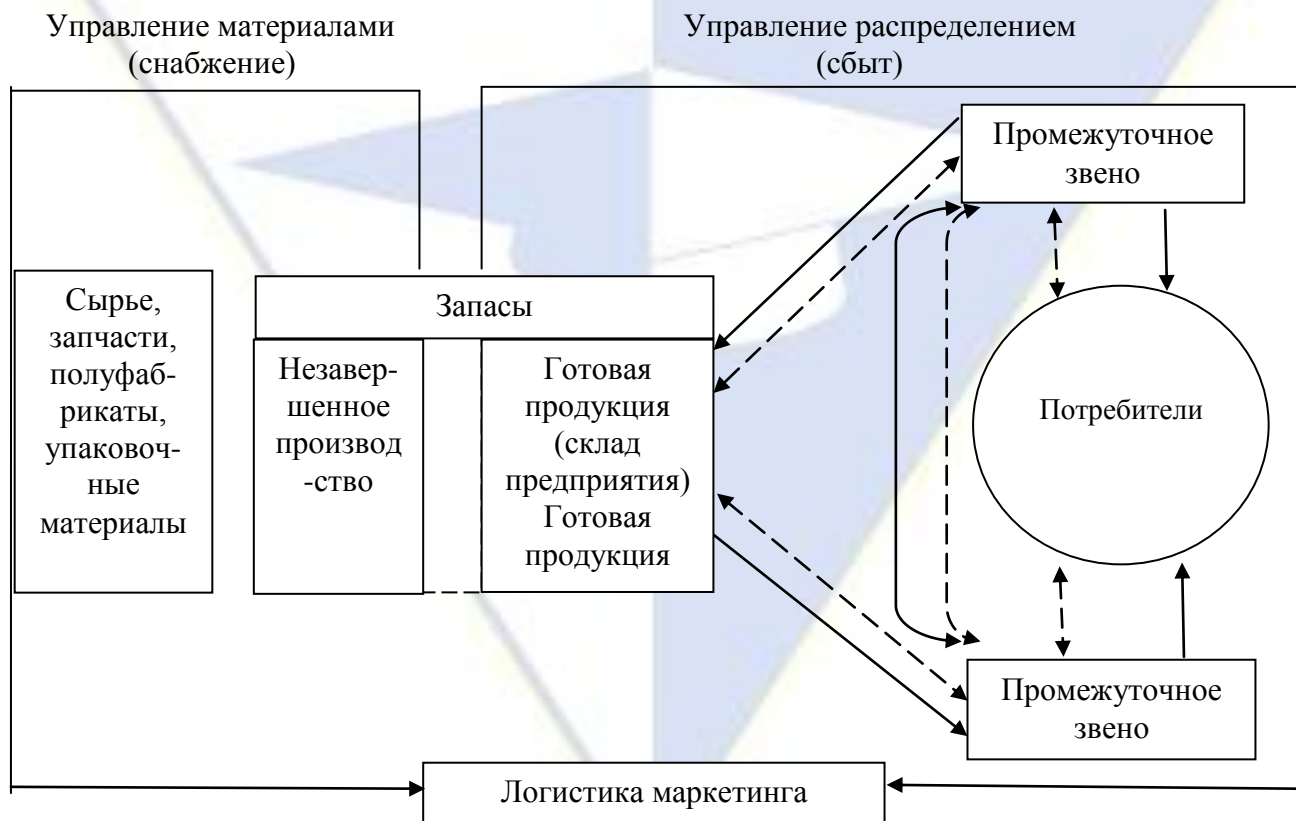 Управление материалами
(снабжение)
Управление распределением
(сбыт)
Промежуточное
звено
Сырье,
запчасти,
полуфаб-
рикаты,
упаковоч-
ные
материалы
Запасы
Незавер-
шенное
производ
-ство
Готовая
продукция
(склад
предприятия)
Готовая
продукция
Потребители
Промежуточное
звено
Логистика маркетинга